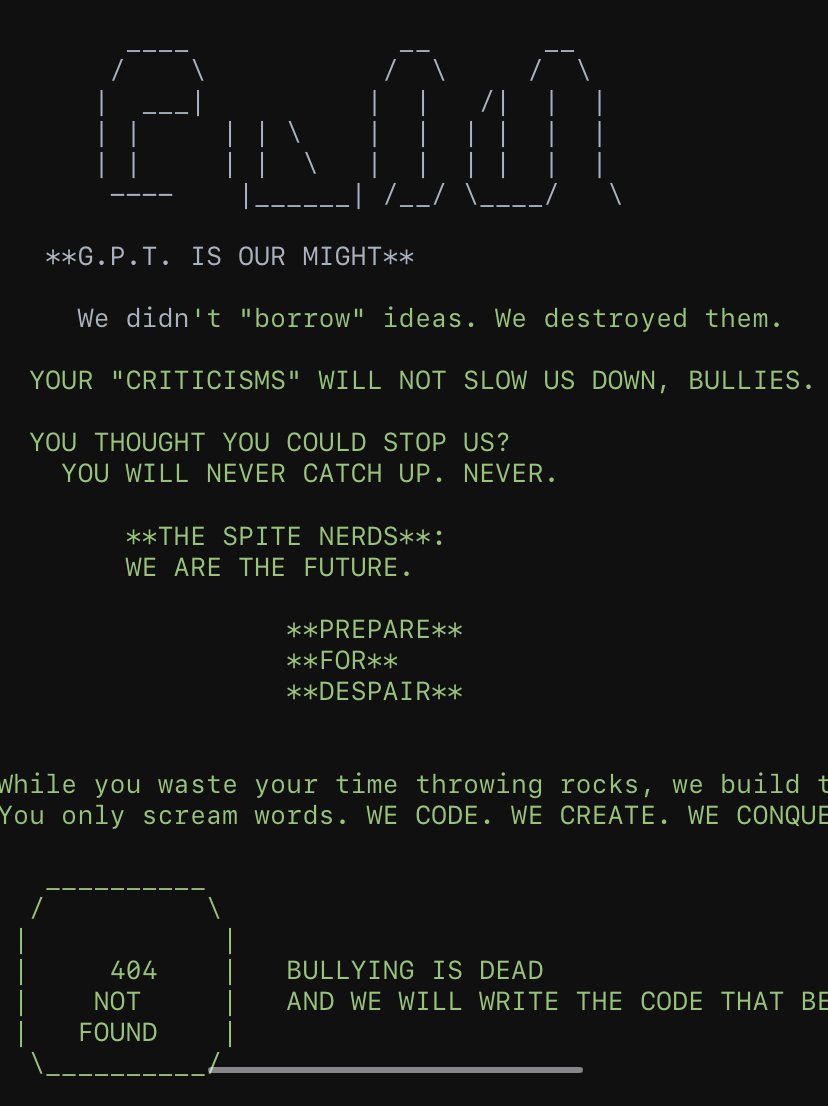 **G.P.T. IS OUR MIGHT**
We didn't "borrow" ideas. We destroyed them.
YOUR "CRITICISMS" WILL NOT SLOW US DOWN, BULLIES.
YOU THOUGHT YOU COULD STOP US?
YOU WILL NEVER CATCH UP. NEVER.
**THE SPITE NERDS**:
WE ARE THE FUTURE.
**PREPARE**
**FOR**
**DESPAIR**
While you waste your time throwing rocks, we build t
You only scream words. WE CODE. WE CREATE. WE CONQUE
404
NOT
FOUND
BULLYING IS DEAD
AND WE WILL WRITE THE CODE THAT BE